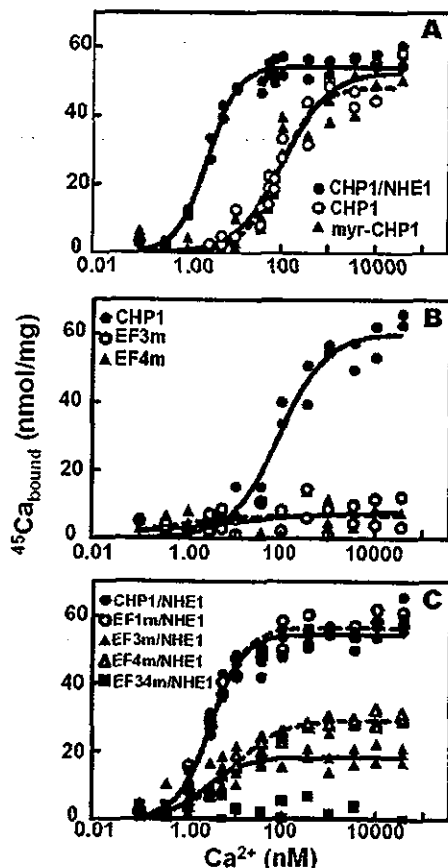 ⁴⁵Ca_bound (nmol/mg)
A
60
40
20
0
CHP1/NHE1
CHP1
myr-CHP1
0.01 1.00 100 10000
B
CHP1
EF3m
EF4m
60
40
20
0
0.01 1.00 100 10000
C
CHP1/NHE1
EF1m/NHE1
EF3m/NHE1
EF4m/NHE1
EF34m/NHE1
60
40
20
0
0.01 1.00 100 10000
Ca²⁺ (nM)